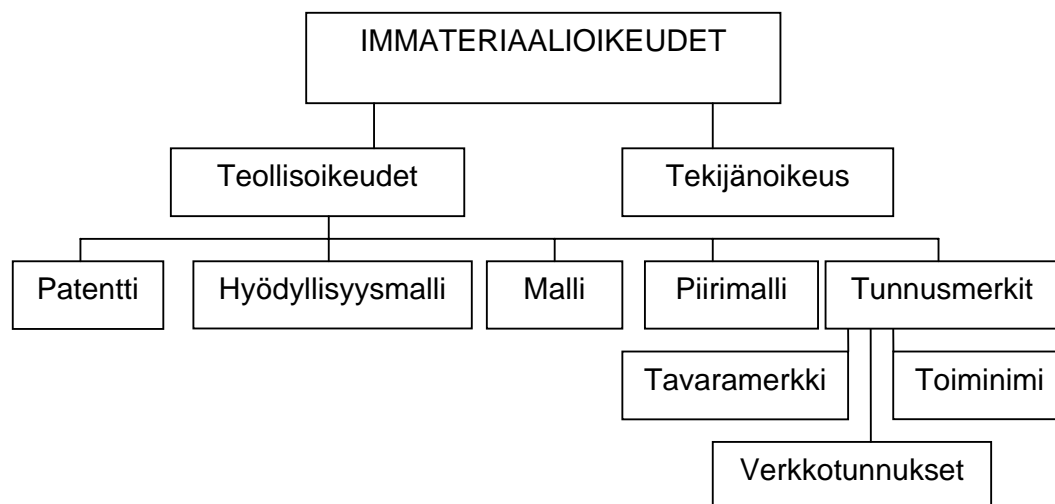 IMMATERIAALIOIKEUDET
Teollisoikeudet
Tekijänoikeus
Patentti
Hyödyllisyysmalli
Malli
Piirimalli
Tunnusmerkit
Tavaramerkki
Toiminimi
Verkkotunnukset